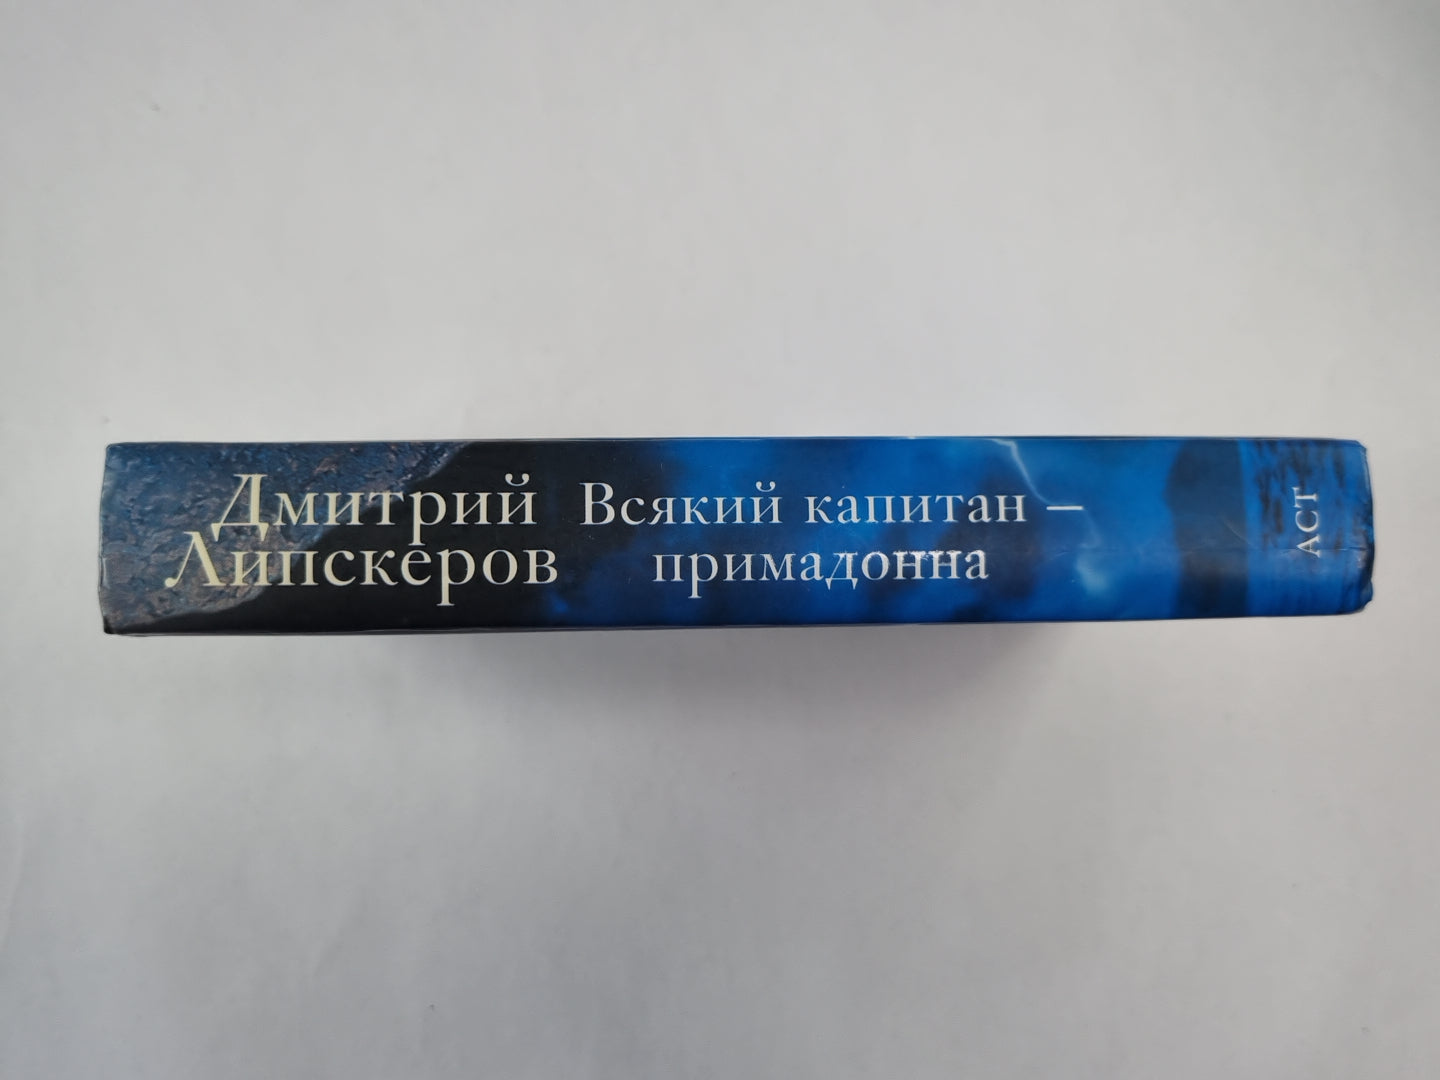 Дмитрий
Липскеров
Всякий капитан –
примадонна
АСТ